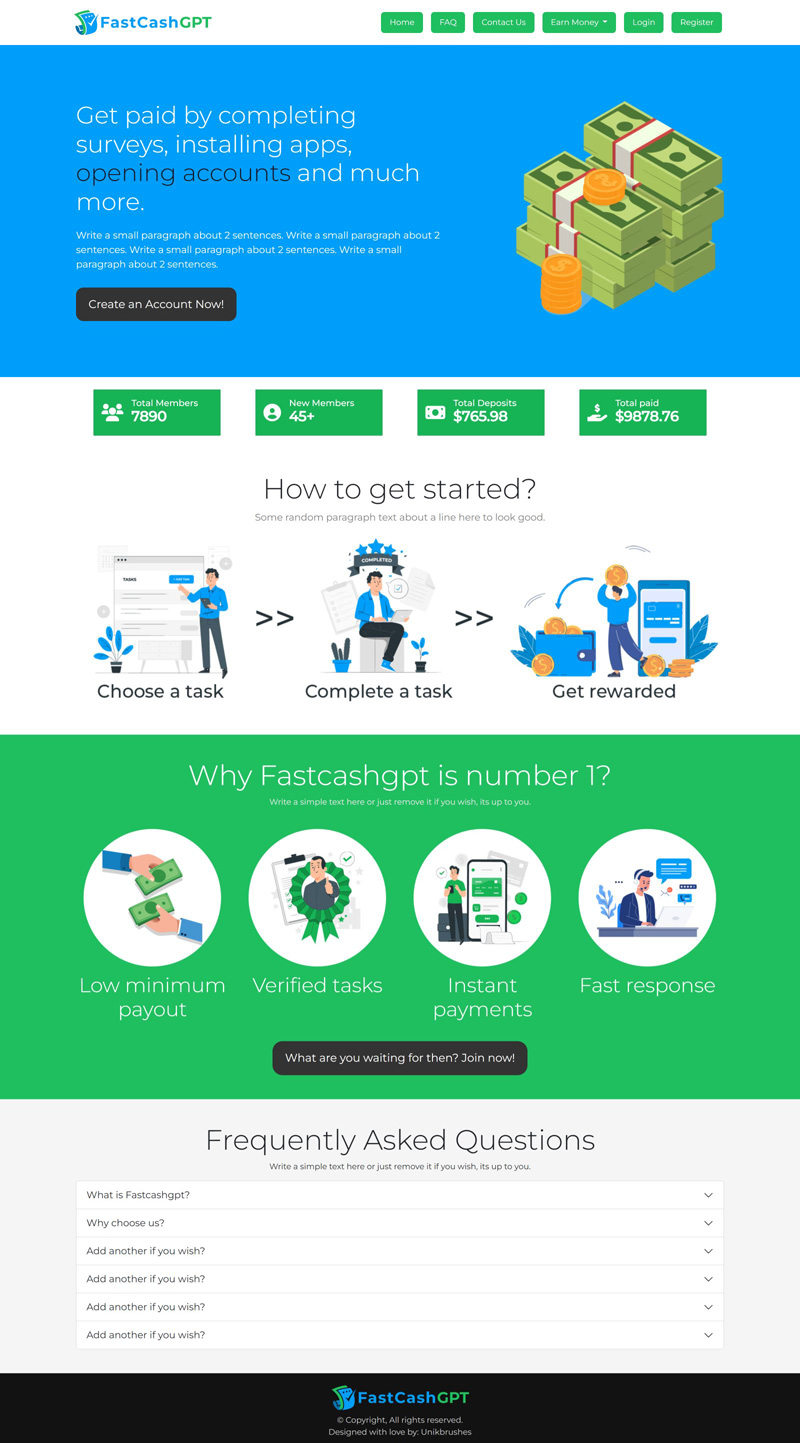 FastCashGPT
Home
FAQ
Contact Us
Earn Money
Login
Register
Get paid by completing
surveys, installing apps,
opening accounts and much
more.
Write a small paragraph about 2 sentences. Write a small paragraph about 2
sentences. Write a small paragraph about 2 sentences. Write a small
paragraph about 2 sentences.
Create an Account Now!
Total Members
7890
New Members
45+
Total Deposits
$765.98
Total paid
$9878.76
How to get started?
Some random paragraph text about a line here to look good.
TASKS
+ Add Task
>>
COMPLETED
>>
Choose a task
Complete a task
Get rewarded
Why Fastcashgpt is number 1?
Write a simple text here or just remove it if you wish, its up to you.
Low minimum
payout
Verified tasks
Instant
payments
Fast response
What are you waiting for then? Join now!
Frequently Asked Questions
Write a simple text here or just remove it if you wish, its up to you.
What is Fastcashgpt?
Why choose us?
Add another if you wish?
Add another if you wish?
Add another if you wish?
Add another if you wish?
FastCashGPT
© Copyright, All rights reserved.
Designed with love by: Unikbrushes